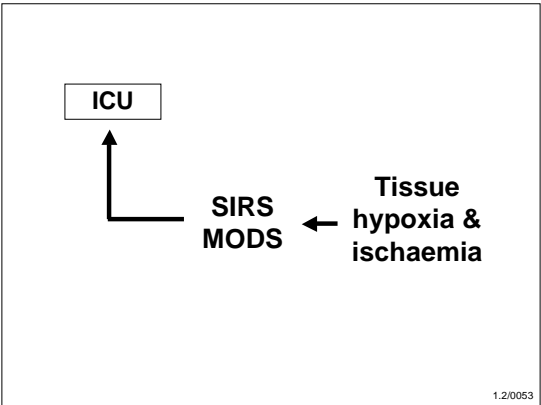 ICU
SIRS
MODS
Tissue
hypoxia &
ischaemia
1.2/0053